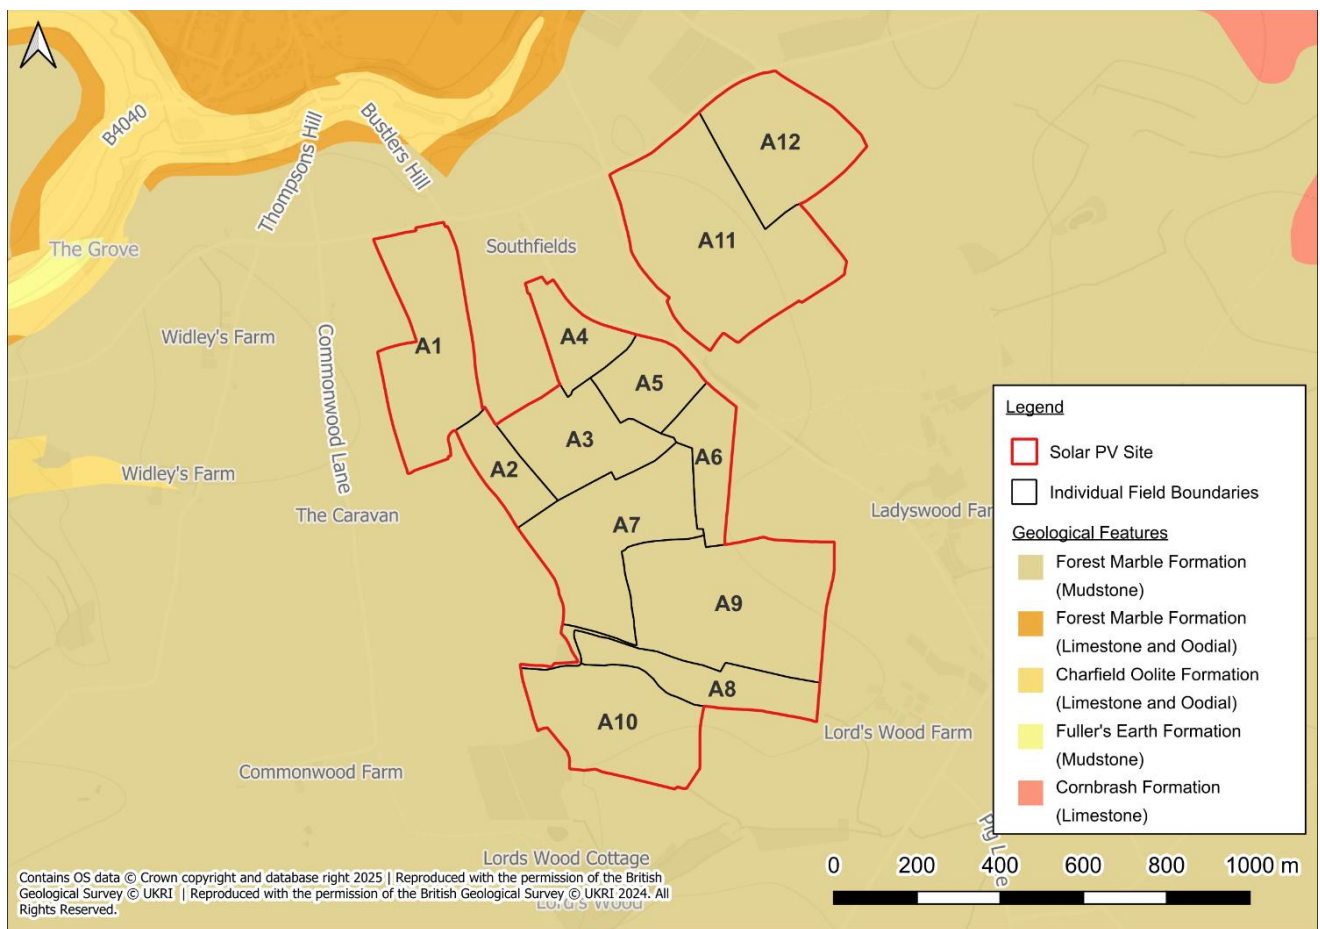 B4040
Thompsons Hill
Bustlers Hill
The Grove
Southfields
A12
A11
Widley's Farm
Commonwood Lane
A1
A4
A5
A3
A6
A2
Widley's Farm
The Caravan
A7
Ladyswood Far
A9
A8
A10
Lord's Wood Farm
Commonwood Farm
Lords Wood Cottage
Lord's Wood
Legend
Solar PV Site
Individual Field Boundaries
Geological Features
Forest Marble Formation
(Mudstone)
Forest Marble Formation
(Limestone and Oodial)
Charfield Oolite Formation
(Limestone and Oodial)
Fuller's Earth Formation
(Mudstone)
Cornbrash Formation
(Limestone)
0 200 400 600 800 1000 m
Contains OS data © Crown copyright and database right 2025 | Reproduced with the permission of the British
Geological Survey © UKRI | Reproduced with the permission of the British Geological Survey © UKRI 2024. All
Rights Reserved.